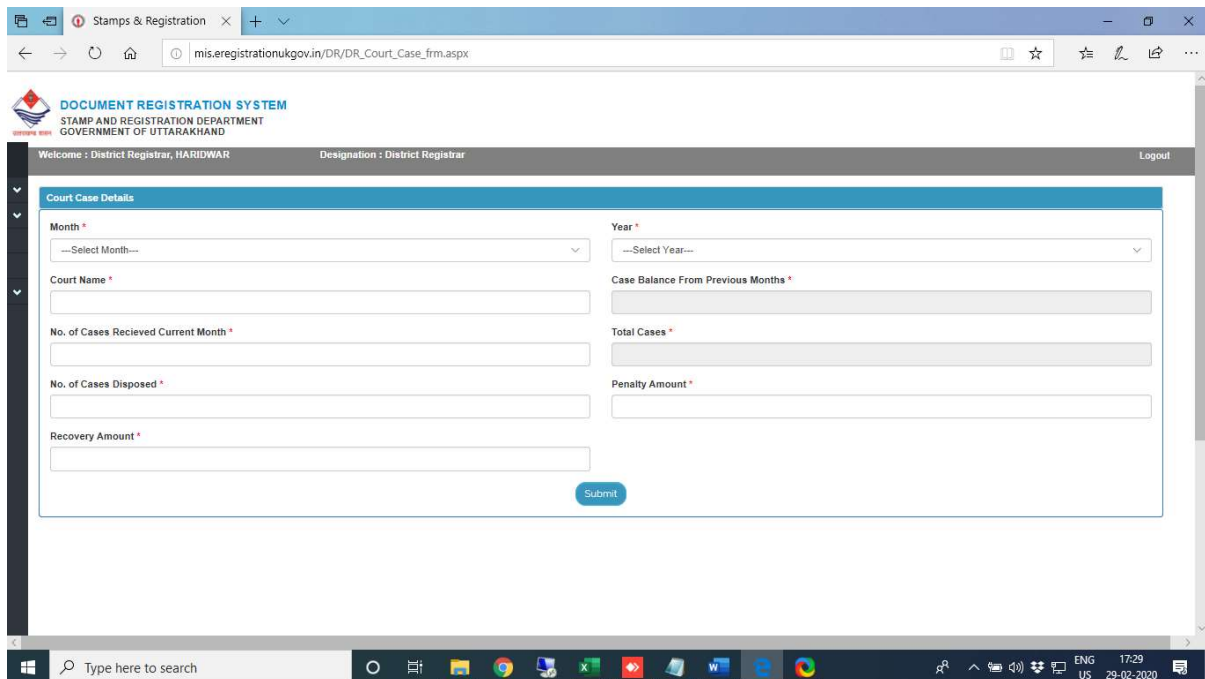 Stamps & Registration
mis.eregistrationukgov.in/DR/DR_Court_Case_frm.aspx
DOCUMENT REGISTRATION SYSTEM
STAMP AND REGISTRATION DEPARTMENT
GOVERNMENT OF UTTARAKHAND
Welcome : District Registrar, HARIDWAR Designation : District Registrar Logout
Court Case Details
Month * Year *
---Select Month--- ---Select Year---
Court Name * Case Balance From Previous Months *
No. of Cases Recieved Current Month * Total Cases *
No. of Cases Disposed * Penalty Amount *
Recovery Amount *
Submit
Type here to search
ENG 17:29
US 29-02-2020